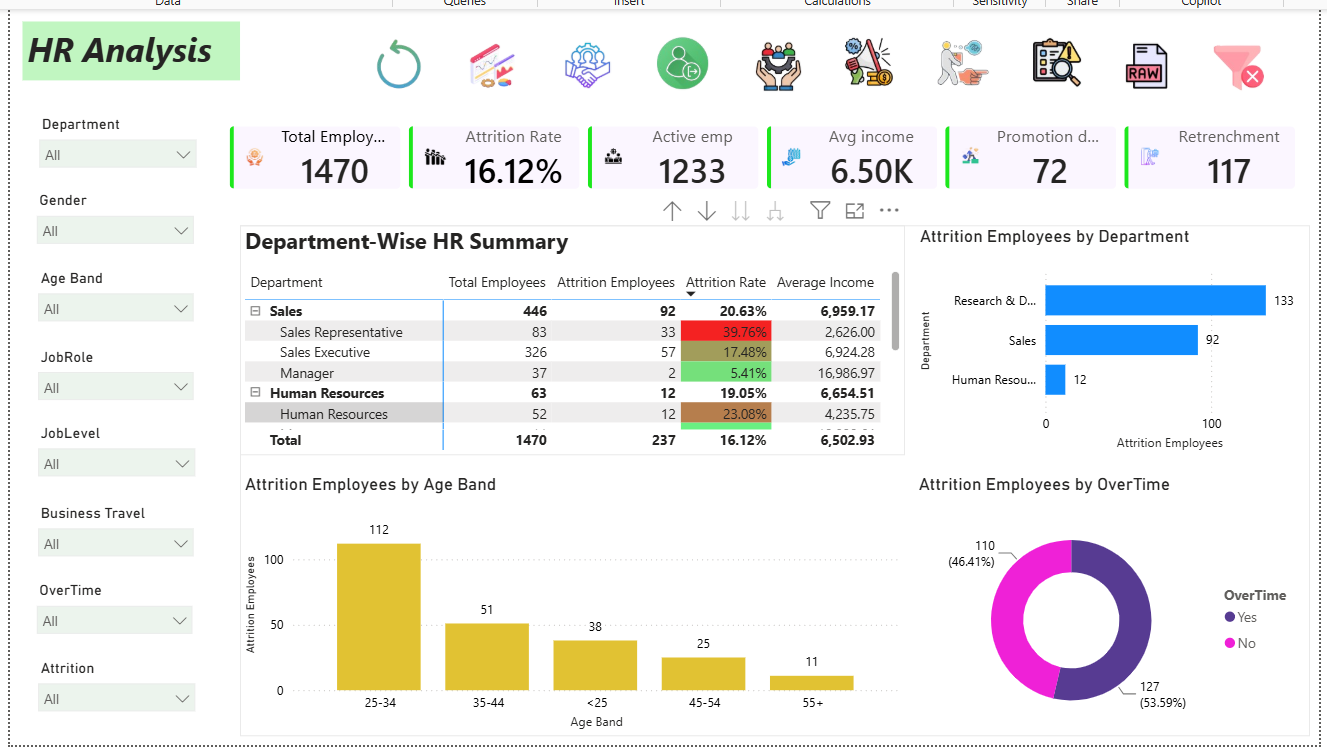 Data Queries Insert Calculations Sensitivity Share Copilot
HR Analysis
RAW
Department
All
Gender
All
Age Band
All
JobRole
All
JobLevel
All
Business Travel
All
OverTime
All
Attrition
All
Total Employ...
1470
Attrition Rate
16.12%
Active emp
1233
Avg income
6.50K
Promotion d...
72
Retrenchment
117
Department-Wise HR Summary
Department Total Employees Attrition Employees Attrition Rate Average Income
Sales 446 92 20.63% 6,959.17
Sales Representative 83 33 39.76% 2,626.00
Sales Executive 326 57 17.48% 6,924.28
Manager 37 2 5.41% 16,986.97
Human Resources 63 12 19.05% 6,654.51
Human Resources 52 12 23.08% 4,235.75
Total 1470 237 16.12% 6,502.93
Attrition Employees by Department
Department
Research & D... 133
Sales 92
Human Resou... 12
0 100
Attrition Employees
Attrition Employees by Age Band
Attrition Employees
100
50
0
112
51
38
25
11
25-34 35-44 <25 45-54 55+
Age Band
Attrition Employees by OverTime
110
(46.41%)
127
(53.59%)
OverTime
Yes
No